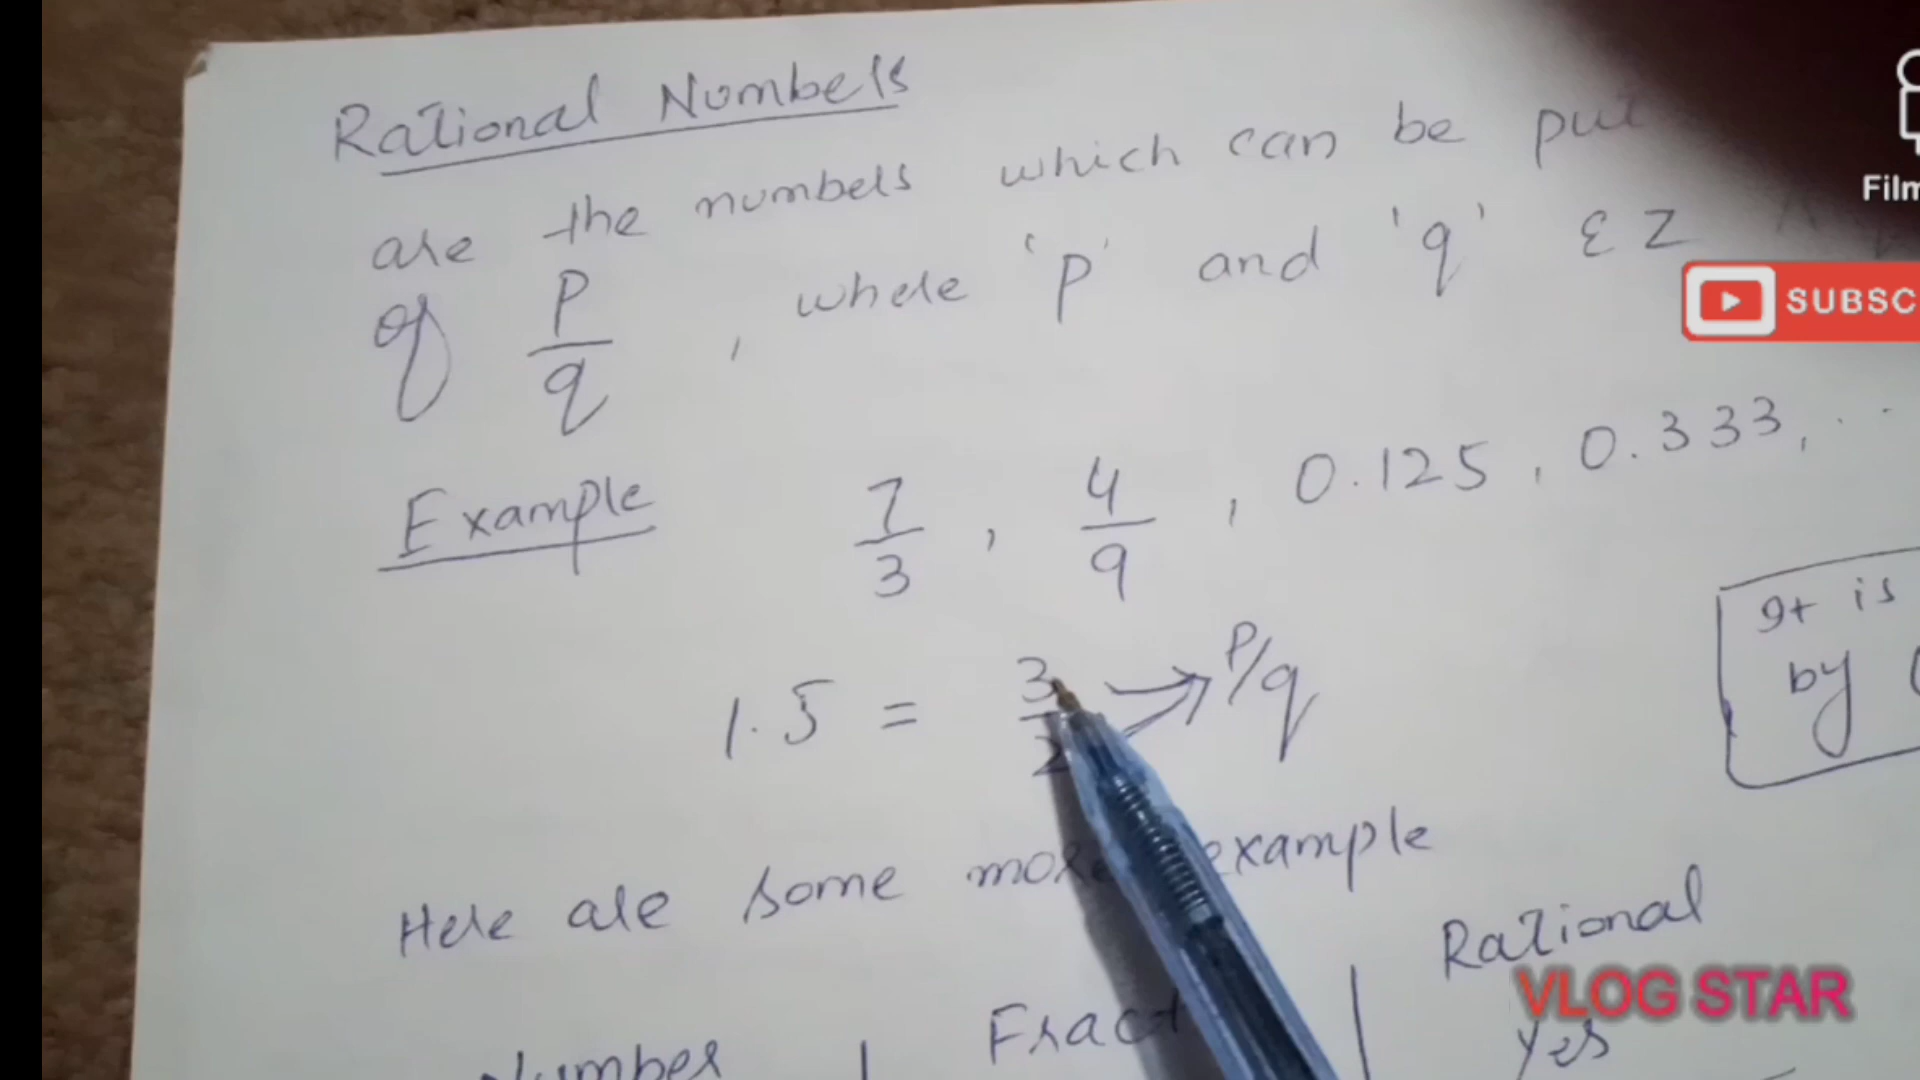 Rational Numbers
are the numbers which can be put
of p/q , where 'p' and 'q' ε Z
Example 7/3 , 4/9 , 0.125 , 0.333, ..
1.5 = 3/2 → p/q
It is
by
Here are some more example
Number | Fract | Rational
Yes
Film
SUBSC
VLOG STAR